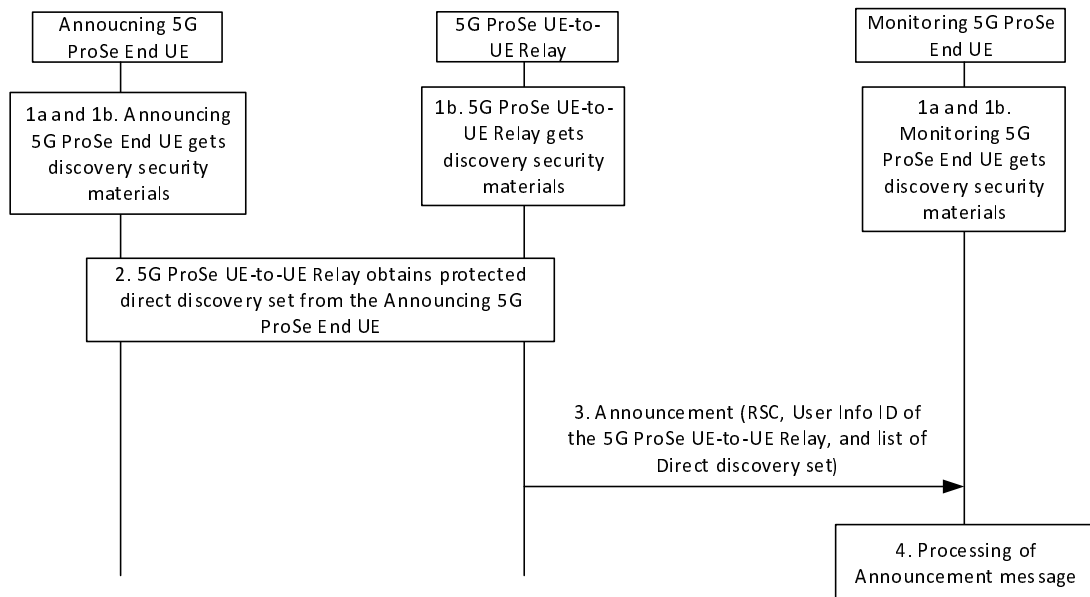 Annoucning 5G
ProSe End UE
5G ProSe UE-to-
UE Relay
Monitoring 5G ProSe
End UE
1a and 1b. Announcing
5G ProSe End UE gets
discovery security
materials
1b. 5G ProSe UE-to-
UE Relay gets
discovery security
materials
1a and 1b.
Monitoring 5G
ProSe End UE gets
discovery security
materials
2. 5G ProSe UE-to-UE Relay obtains protected
direct discovery set from the Announcing 5G
ProSe End UE
3. Announcement (RSC, User Info ID of
the 5G ProSe UE-to-UE Relay, and list of
Direct discovery set)
4. Processing of
Announcement message